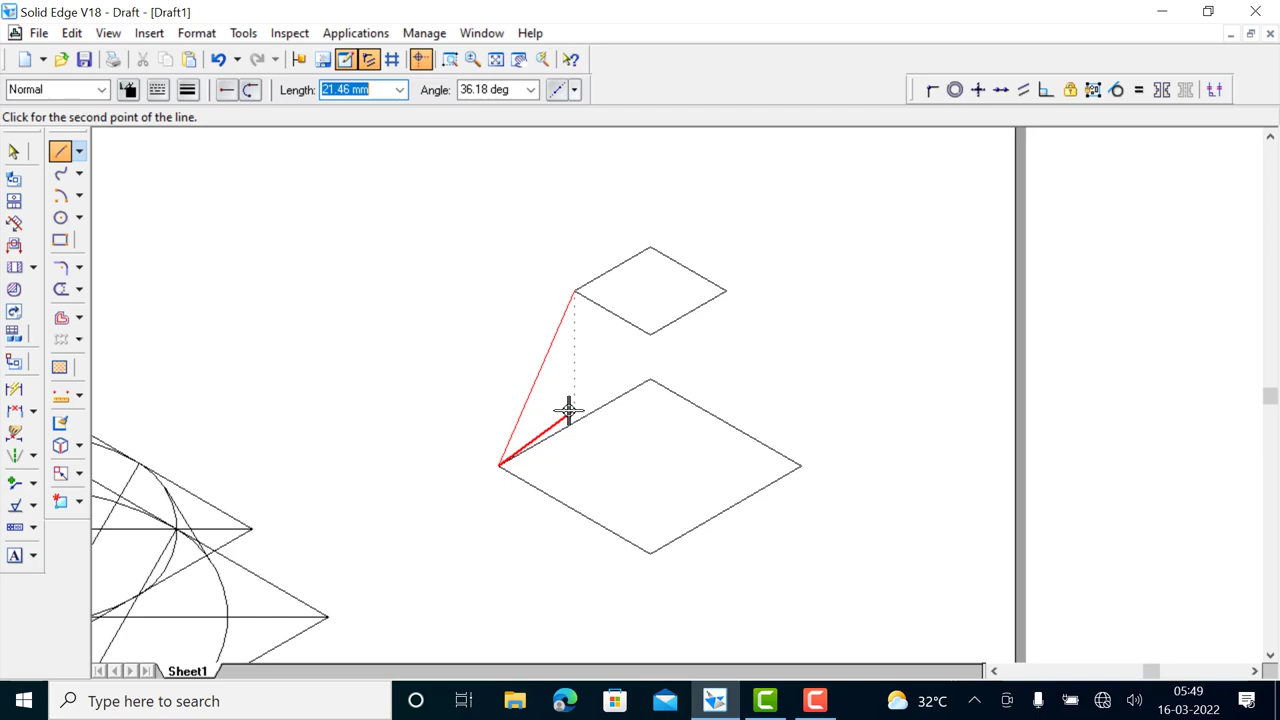 Solid Edge V18 - Draft - [Draft1]
File Edit View Insert Format Tools Inspect Applications Manage Window Help
Normal Length: 21.46 mm Angle: 36.18 deg
Click for the second point of the line.
A
Sheet1
Type here to search
32°C
05:49
16-03-2022